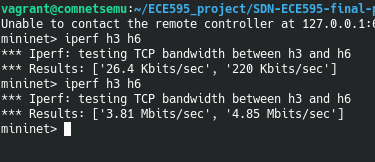 vagrant@comnetsemu:~/ECE595_project/SDN-ECE595-final-p
Unable to contact the remote controller at 127.0.0.1:6
mininet> iperf h3 h6
*** Iperf: testing TCP bandwidth between h3 and h6
*** Results: ['26.4 Kbits/sec', '220 Kbits/sec']
mininet> iperf h3 h6
*** Iperf: testing TCP bandwidth between h3 and h6
*** Results: ['3.81 Mbits/sec', '4.85 Mbits/sec']
mininet>